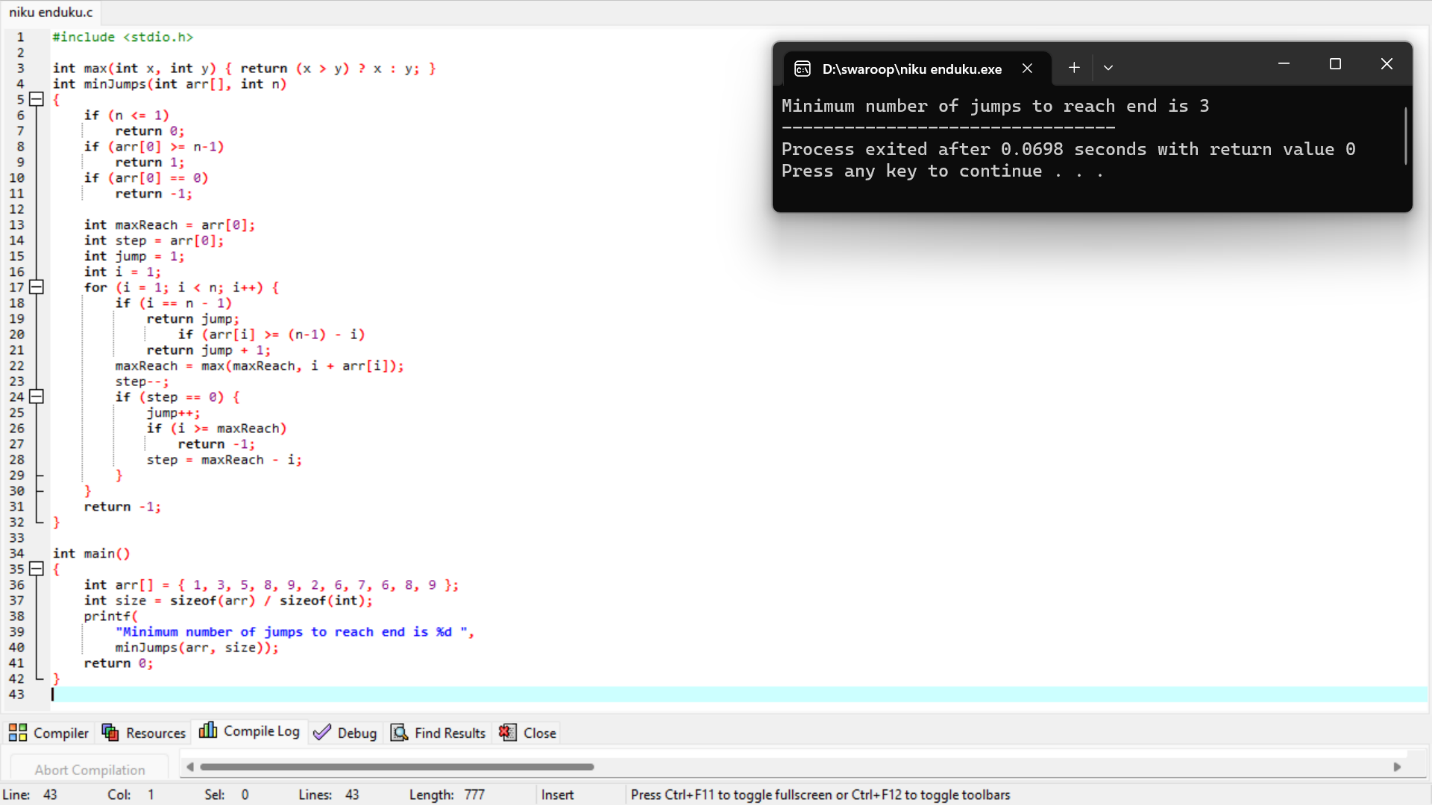 niku enduku.c
1 #include <stdio.h>
2
3 int max(int x, int y) { return (x > y) ? x : y; }
4 int minJumps(int arr[], int n)
5 {
6     if (n <= 1)
7         return 0;
8     if (arr[0] >= n-1)
9         return 1;
10     if (arr[0] == 0)
11         return -1;
12
13     int maxReach = arr[0];
14     int step = arr[0];
15     int jump = 1;
16     int i = 1;
17     for (i = 1; i < n; i++) {
18         if (i == n - 1)
19             return jump;
20                 if (arr[i] >= (n-1) - i)
21             return jump + 1;
22         maxReach = max(maxReach, i + arr[i]);
23         step--;
24         if (step == 0) {
25             jump++;
26             if (i >= maxReach)
27                 return -1;
28             step = maxReach - i;
29         }
30     }
31     return -1;
32 }
33
34 int main()
35 {
36     int arr[] = { 1, 3, 5, 8, 9, 2, 6, 7, 6, 8, 9 };
37     int size = sizeof(arr) / sizeof(int);
38     printf(
39         "Minimum number of jumps to reach end is %d ",
40         minJumps(arr, size));
41     return 0;
42 }
43
D:\swaroop\niku enduku.exe
Minimum number of jumps to reach end is 3
--------------------------------
Process exited after 0.0698 seconds with return value 0
Press any key to continue . . .
Compiler Resources Compile Log Debug Find Results Close
Abort Compilation
Line: 43 Col: 1 Sel: 0 Lines: 43 Length: 777 Insert Press Ctrl+F11 to toggle fullscreen or Ctrl+F12 to toggle toolbars